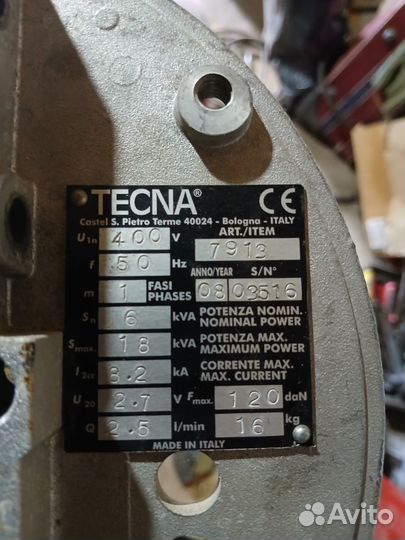 TECNA® CE
Castel S. Pietro Terme 40024 - Bologna - ITALY
U1n 400 V ART./ITEM
7913
f 50 Hz
ANNO/YEAR S/N°
m 1 FASI PHASES 08 03516
Sn 6 kVA POTENZA NOMIN. NOMINAL POWER
Smax. 18 kVA POTENZA MAX. MAXIMUM POWER
I2cc 8.2 kA CORRENTE MAX. MAX. CURRENT
U20 2.7 V Fmax. 120 daN
Q 2.5 l/min 16 kg
MADE IN ITALY
Avito